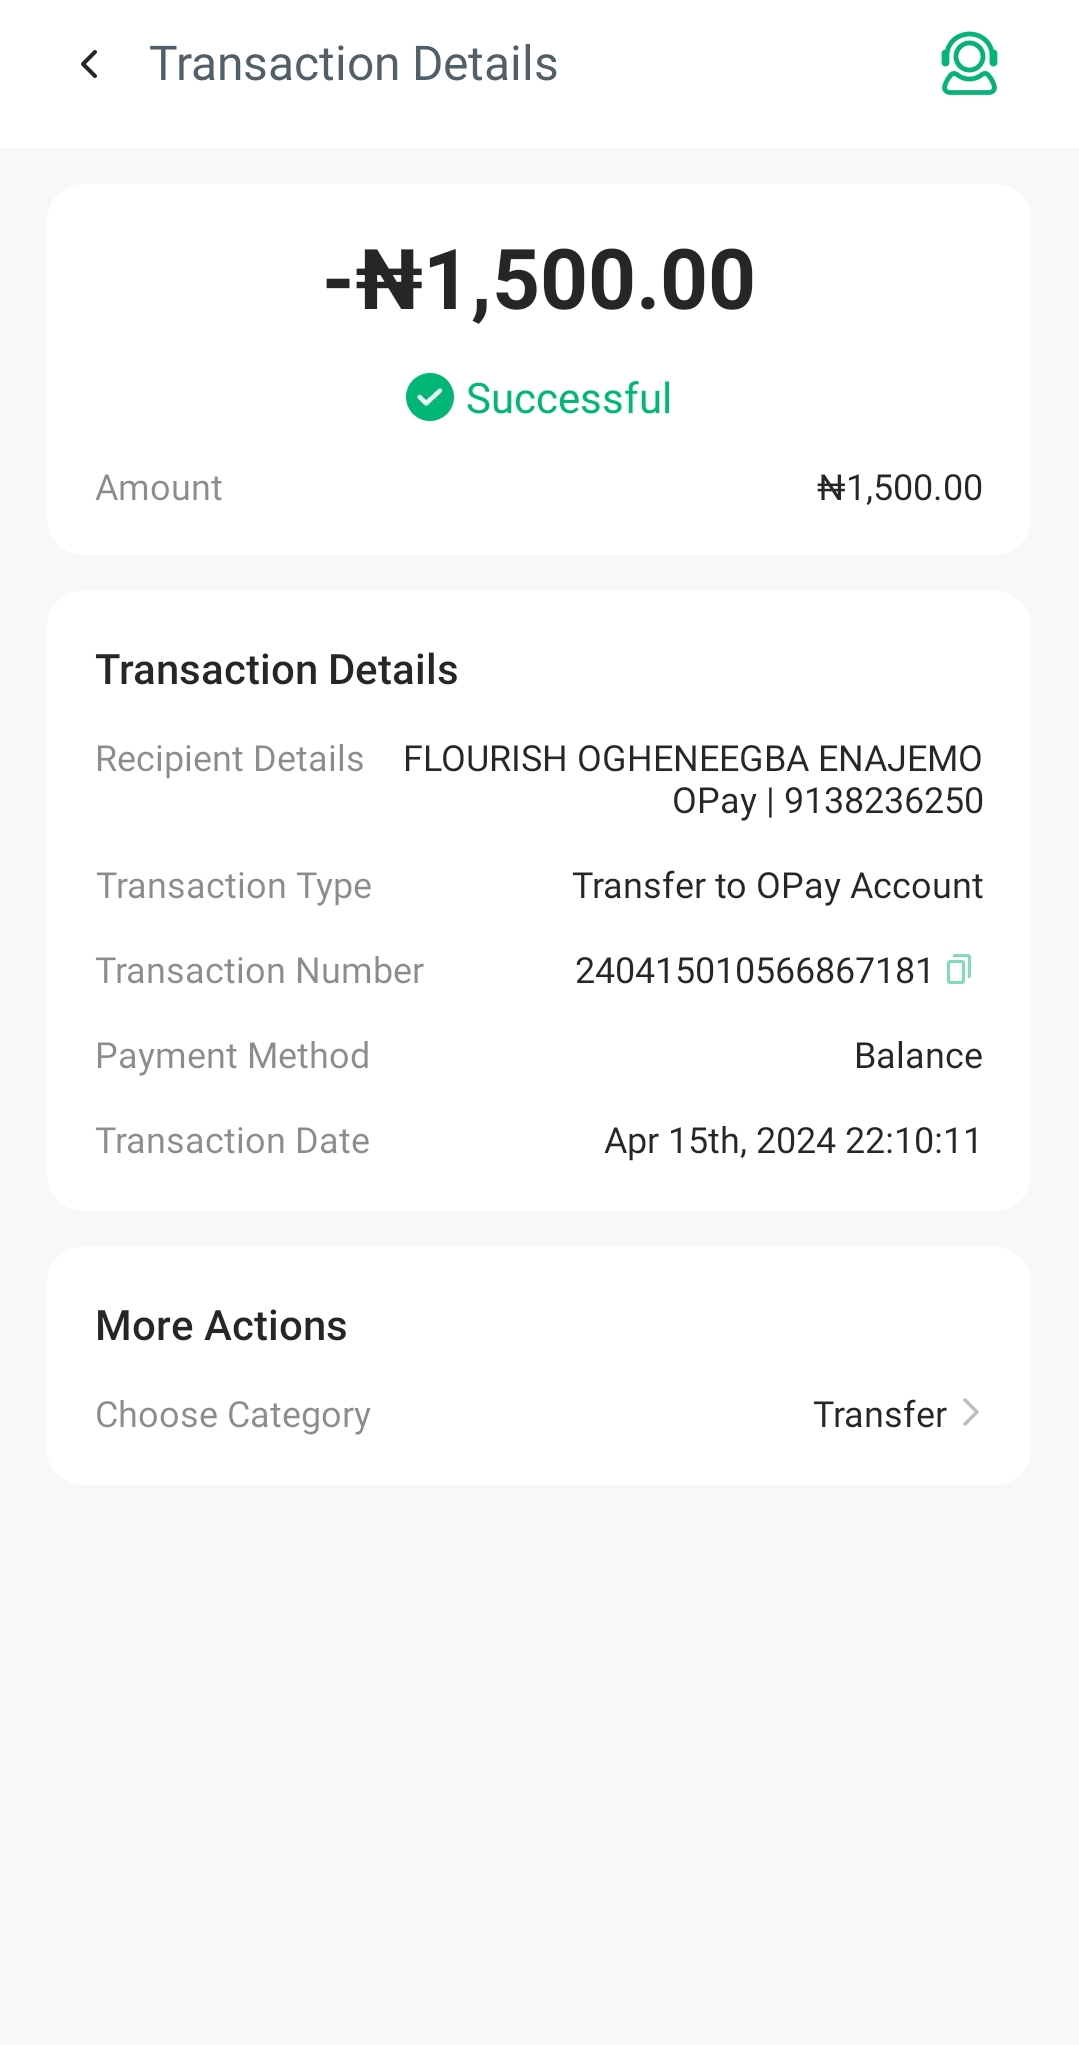 Transaction Details
-₦1,500.00
Successful
Amount ₦1,500.00
Transaction Details
Recipient Details FLOURISH OGHENEEGBA ENAJEMO
OPay | 9138236250
Transaction Type Transfer to OPay Account
Transaction Number 240415010566867181
Payment Method Balance
Transaction Date Apr 15th, 2024 22:10:11
More Actions
Choose Category Transfer